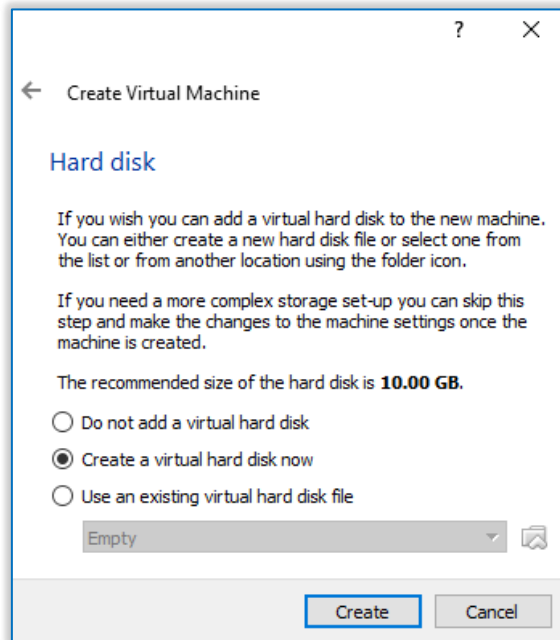 ?
Create Virtual Machine
Hard disk
If you wish you can add a virtual hard disk to the new machine.
You can either create a new hard disk file or select one from
the list or from another location using the folder icon.
If you need a more complex storage set-up you can skip this
step and make the changes to the machine settings once the
machine is created.
The recommended size of the hard disk is 10.00 GB.
Do not add a virtual hard disk
Create a virtual hard disk now
Use an existing virtual hard disk file
Empty
Create Cancel